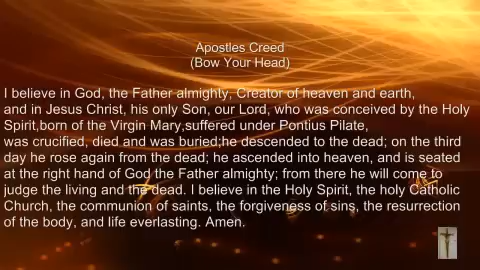 Apostles Creed
(Bow Your Head)
I believe in God, the Father almighty, Creator of heaven and earth,
and in Jesus Christ, his only Son, our Lord, who was conceived by the Holy
Spirit,born of the Virgin Mary,suffered under Pontius Pilate,
was crucified, died and was buried;he descended to the dead; on the third
day he rose again from the dead; he ascended into heaven, and is seated
at the right hand of God the Father almighty; from there he will come to
judge the living and the dead. I believe in the Holy Spirit, the holy Catholic
Church, the communion of saints, the forgiveness of sins, the resurrection
of the body, and life everlasting. Amen.